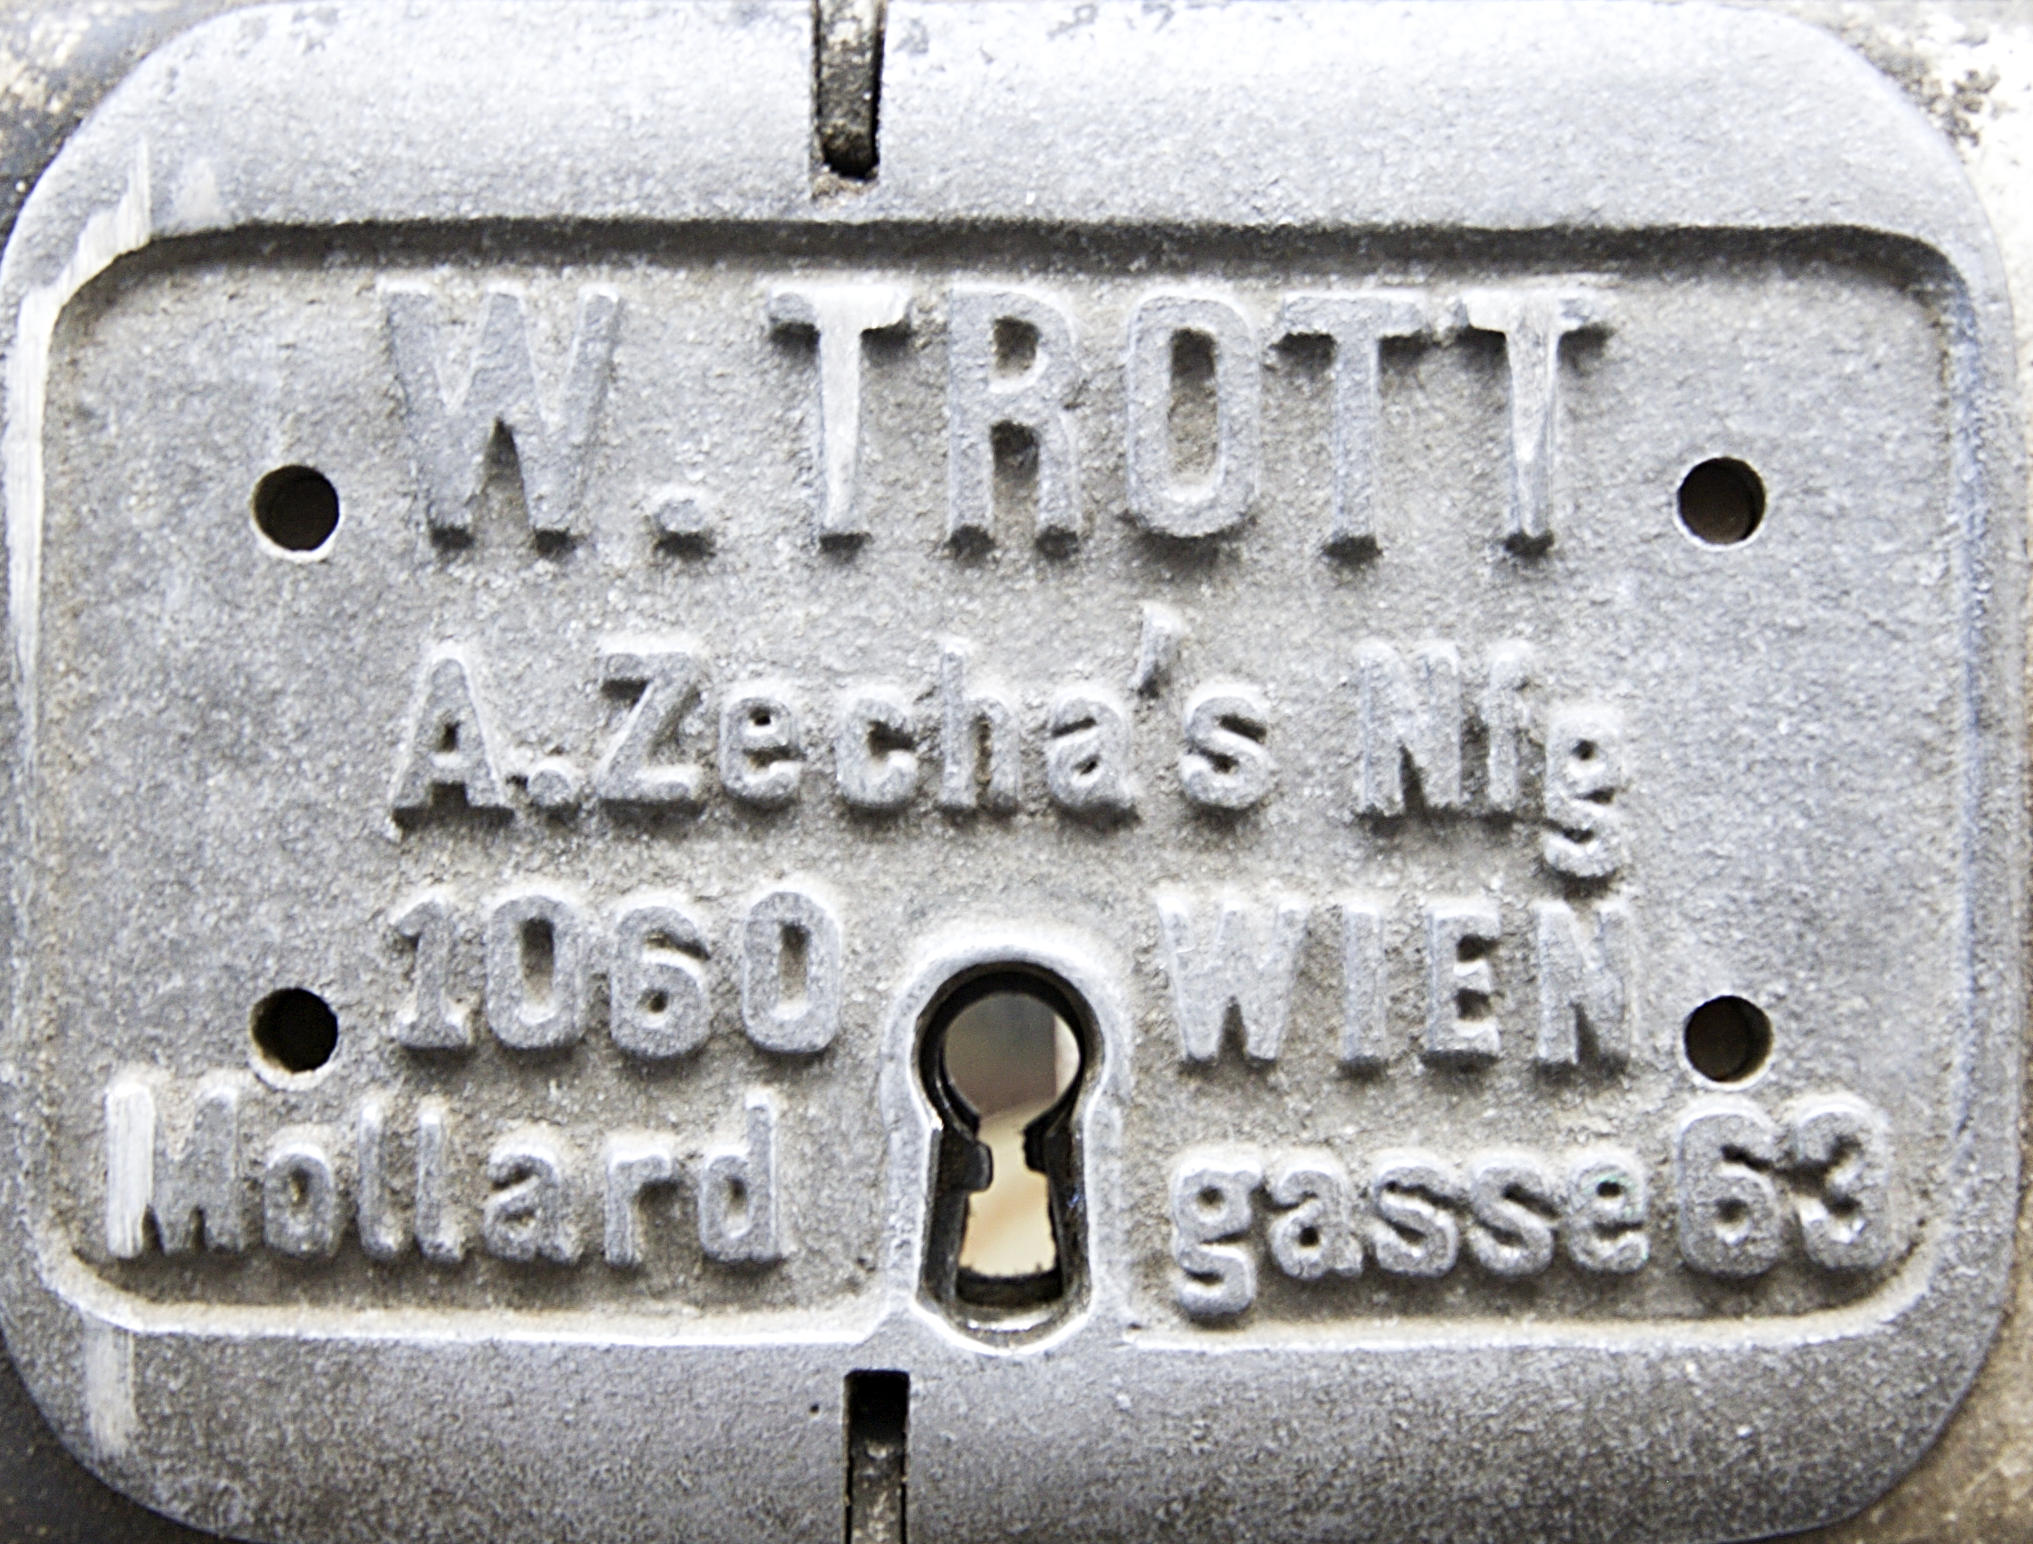 W. TROTT
A. Zecha's Nfg
1060 WIEN
Mollard gasse 63